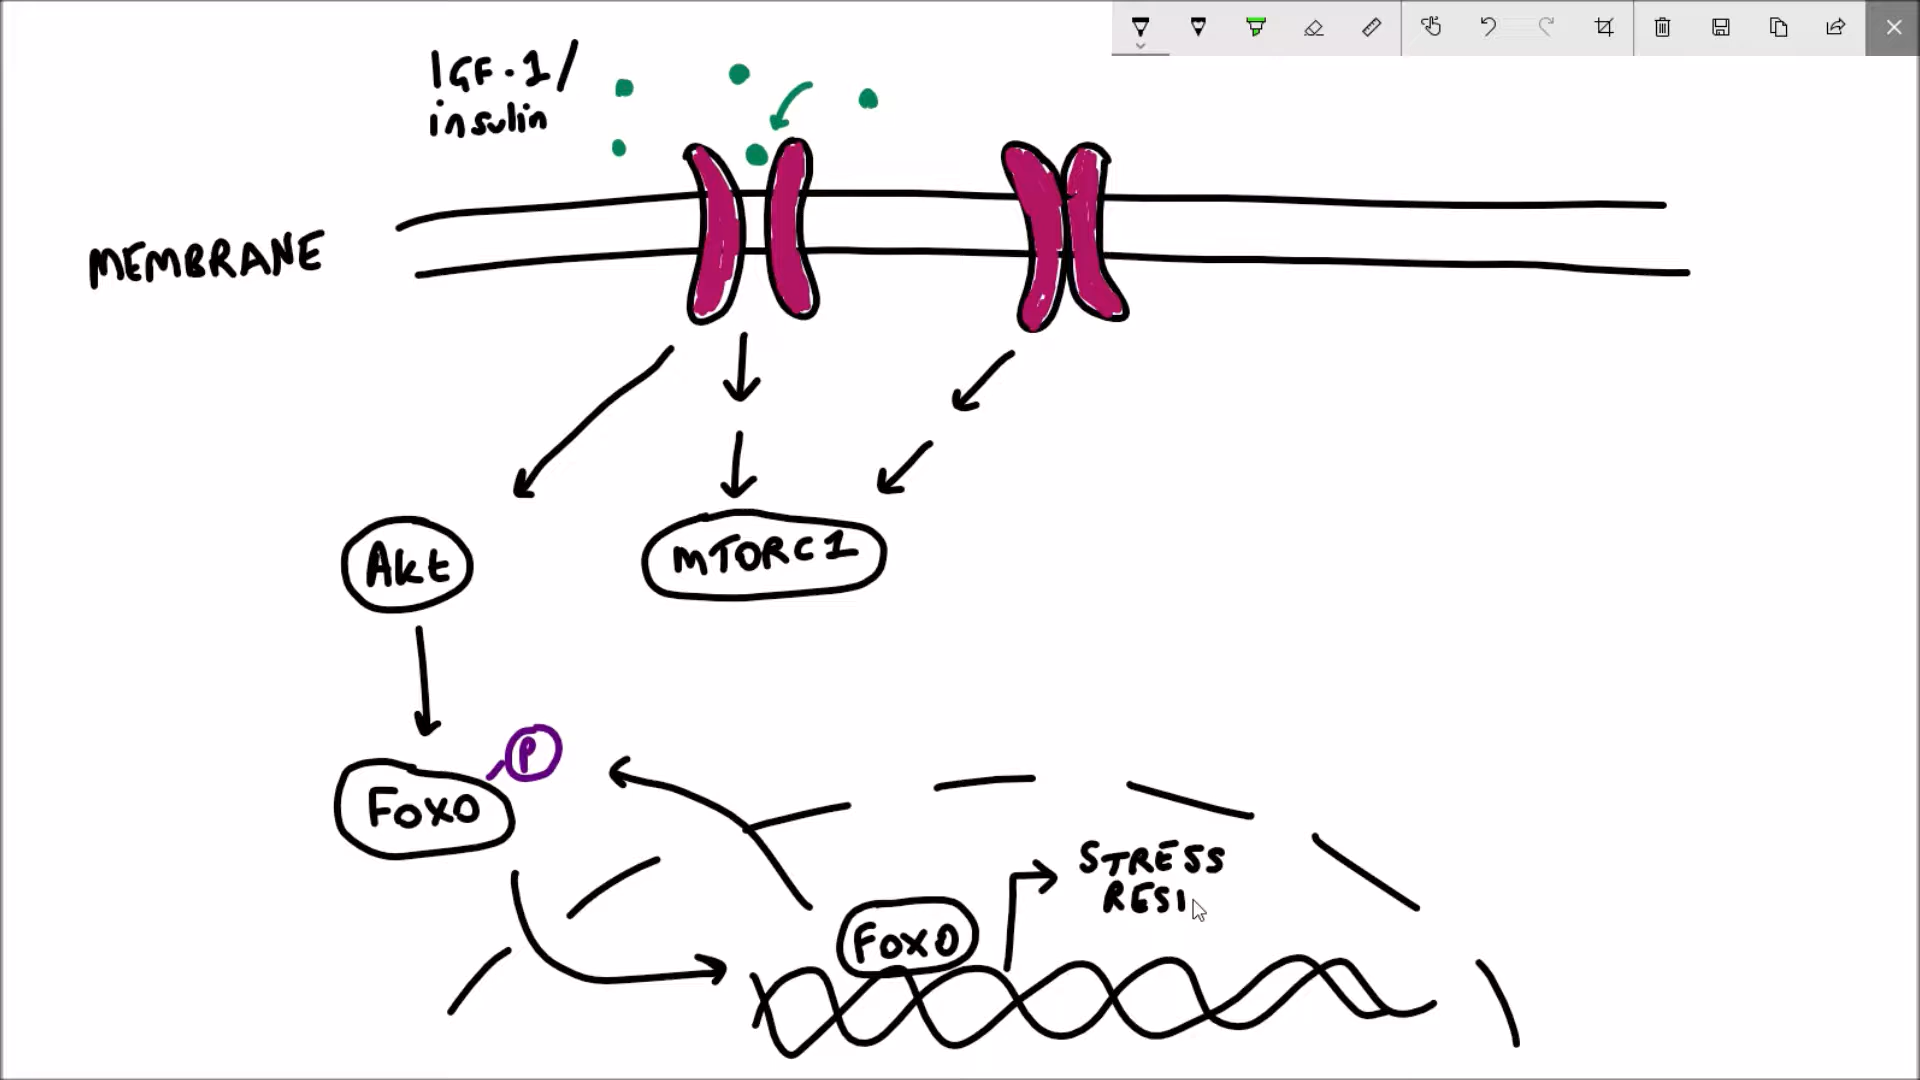 IGF-1/
insulin
MEMBRANE
Akt
mTORC1
P
FOXO
STRESS
RESI
FOXO